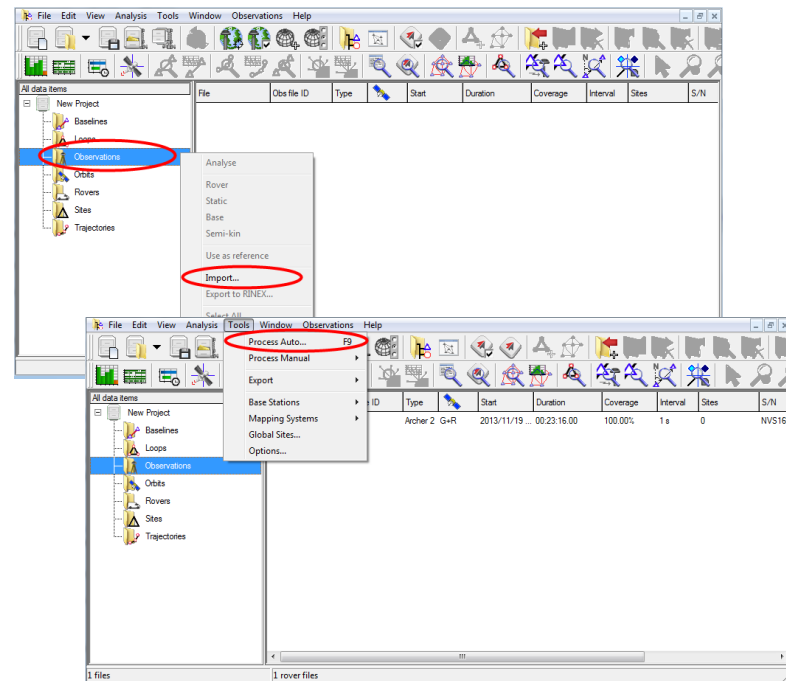 File Edit View Analysis Tools Window Observations Help
All data items
File Obs file ID Type Start Duration Coverage Interval Sites S/N
New Project
Baselines
Loops
Observations
Orbits
Rovers
Sites
Trajectories
Analyse
Rover
Static
Base
Semi-kin
Use as reference
Import...
Export to RINEX...
Select All
File Edit View Analysis Tools Window Observations Help
Process Auto... F9
Process Manual
Export
Base Stations
Mapping Systems
Global Sites...
Options...
All data items
ID Type Start Duration Coverage Interval Sites S/N
New Project
Archer 2 G+R 2013/11/19 ... 00:23:16.00 100.00% 1 s 0 NVS16
Baselines
Loops
Observations
Orbits
Rovers
Sites
Trajectories
1 files 1 rover files